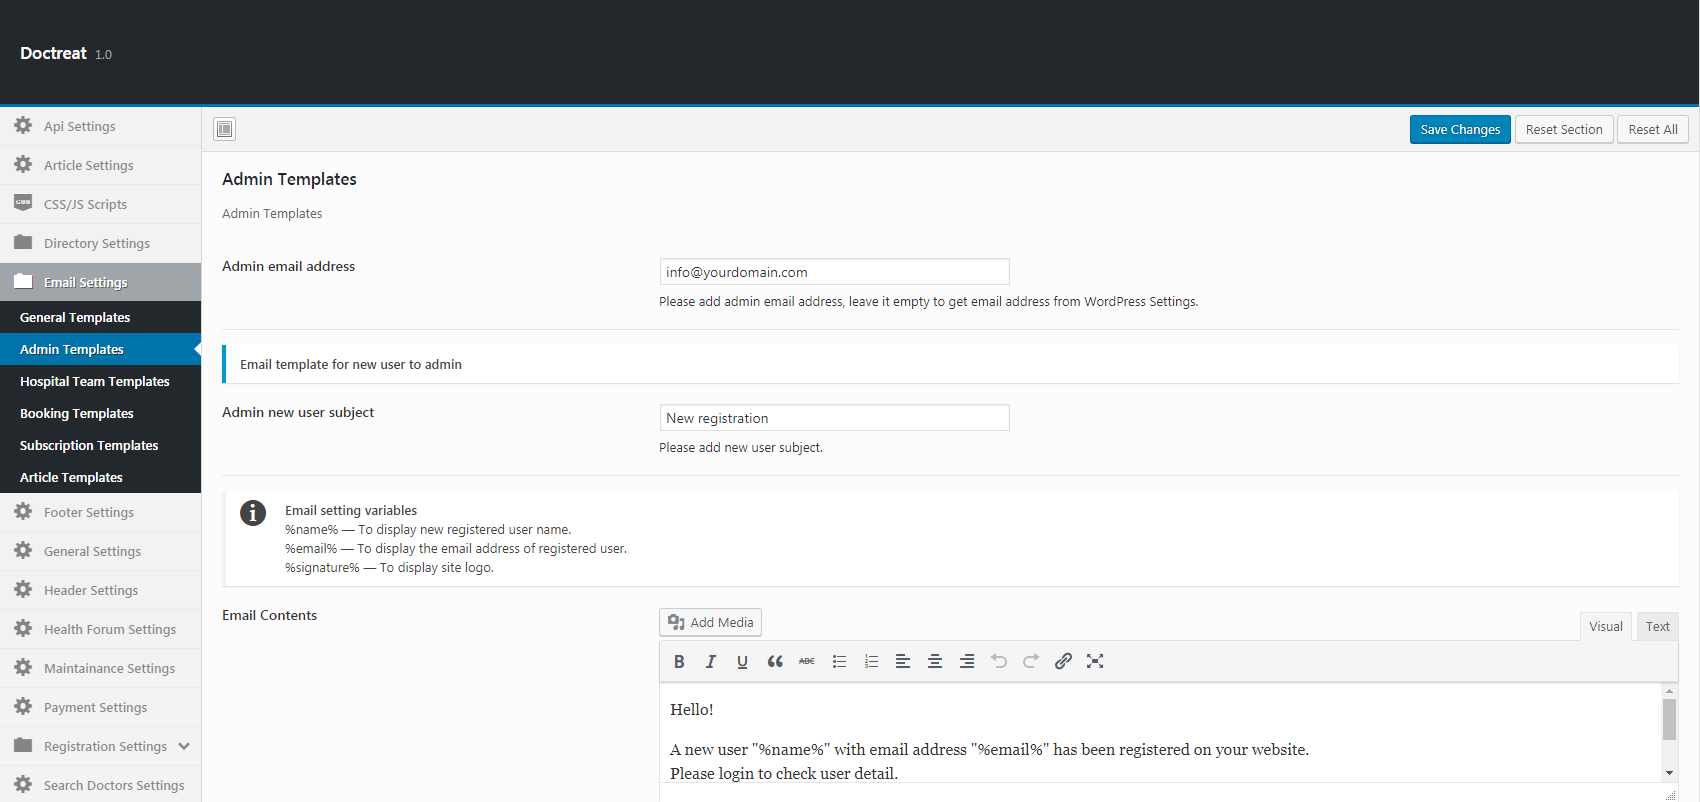 Doctreat 1.0
Api Settings
Article Settings
CSS
CSS/JS Scripts
Directory Settings
Email Settings
General Templates
Admin Templates
Hospital Team Templates
Booking Templates
Subscription Templates
Article Templates
Footer Settings
General Settings
Header Settings
Health Forum Settings
Maintainance Settings
Payment Settings
Registration Settings
Search Doctors Settings
Save Changes
Reset Section
Reset All
Admin Templates
Admin Templates
Admin email address
info@yourdomain.com
Please add admin email address, leave it empty to get email address from WordPress Settings.
Email template for new user to admin
Admin new user subject
New registration
Please add new user subject.
i
Email setting variables
%name% — To display new registered user name.
%email% — To display the email address of registered user.
%signature% — To display site logo.
Email Contents
Add Media
Visual
Text
B I U “ ABC
Hello!
A new user "%name%" with email address "%email%" has been registered on your website.
Please login to check user detail.